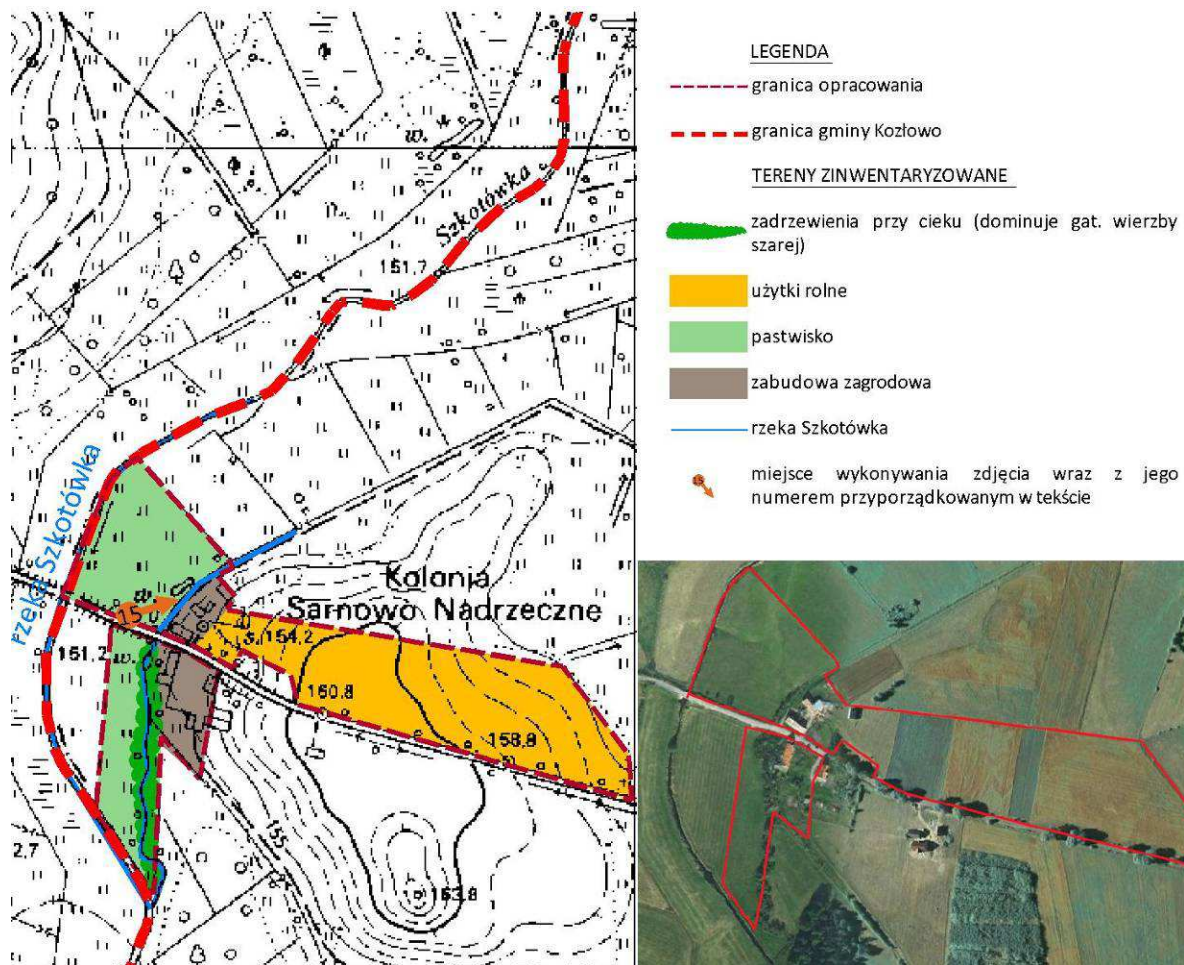 LEGENDA
granica opracowania
granica gminy Kozłowo
TERENY ZINWENTARYZOWANE
zadrzewienia przy cieku (dominuje gat. wierzby
szarej)
użytki rolne
pastwisko
zabudowa zagrodowa
rzeka Szkotówka
15
miejsce wykonywania zdjęcia wraz z jego
numerem przyporządkowanym w tekście
w.
Szkotówka
151,7
rzeka Szkotówka
Kolonia
Sarnowo Nadrzeczne
15
s. 154,2
151,2
w.
160,8
158,9
155
2,7
163,8